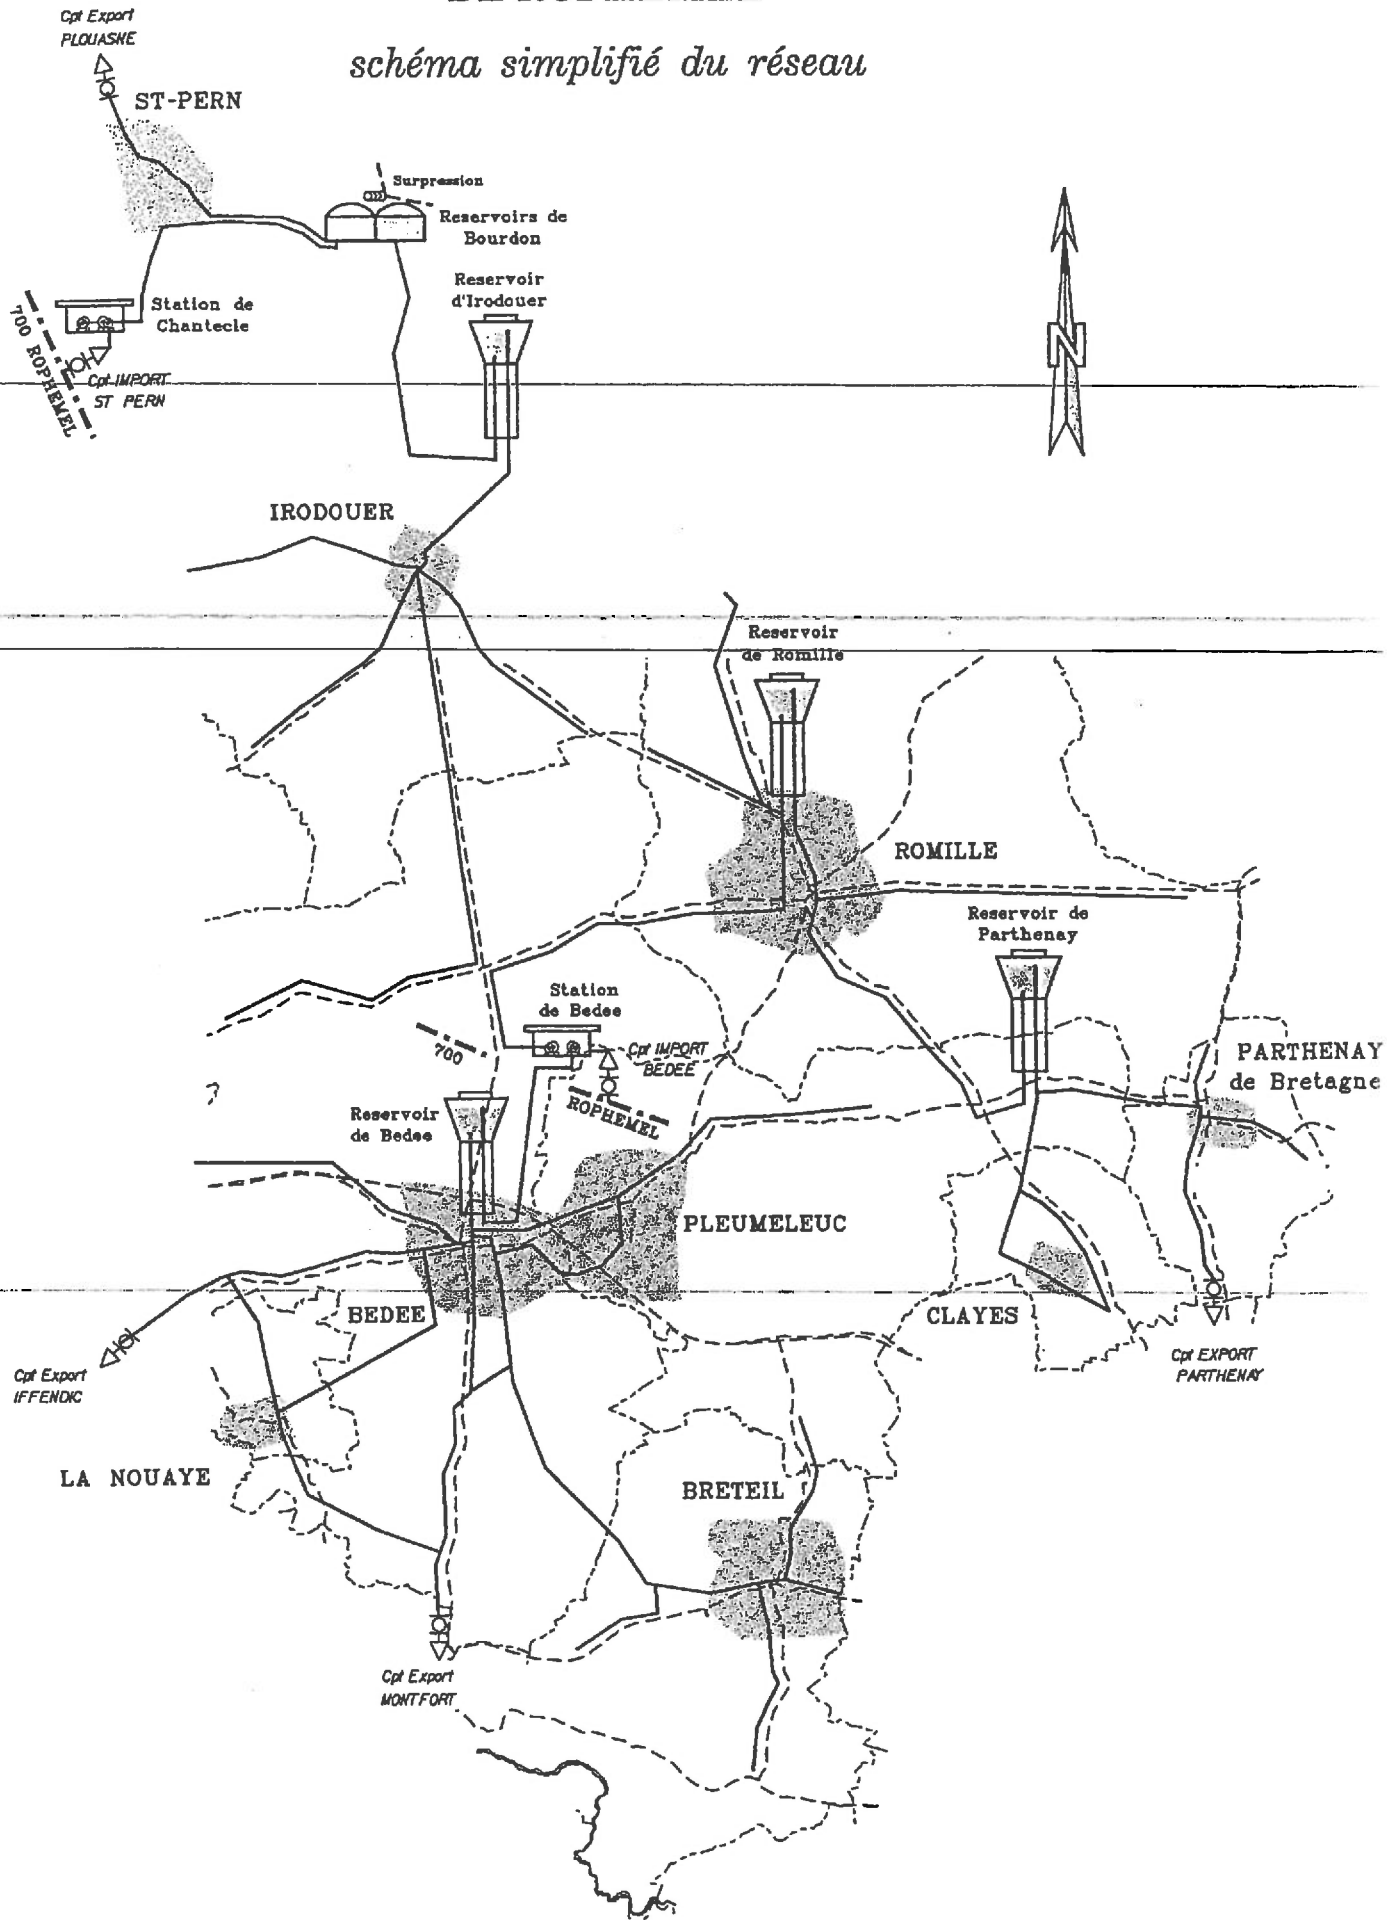 Cpt Export
PLOUASNE
schéma simplifié du réseau
ST-PERN
Surpression
Reservoirs de
Bourdon
Reservoir
d'Irodouer
Station de
Chantecle
700 ROPHEMEL
Cpt IMPORT
ST PERN
N
IRODOUER
Reservoir
de Romille
ROMILLE
Reservoir de
Parthenay
Station
de Bedee
700
Cpt IMPORT
BEDEE
ROPHEMEL
PARTHENAY
de Bretagne
Reservoir
de Bedee
PLEUMELEUC
BEDEE
CLAYES
Cpt EXPORT
PARTHENAY
Cpt Export
IFFENDIC
LA NOUAYE
BRETEIL
Cpt Export
MONTFORT